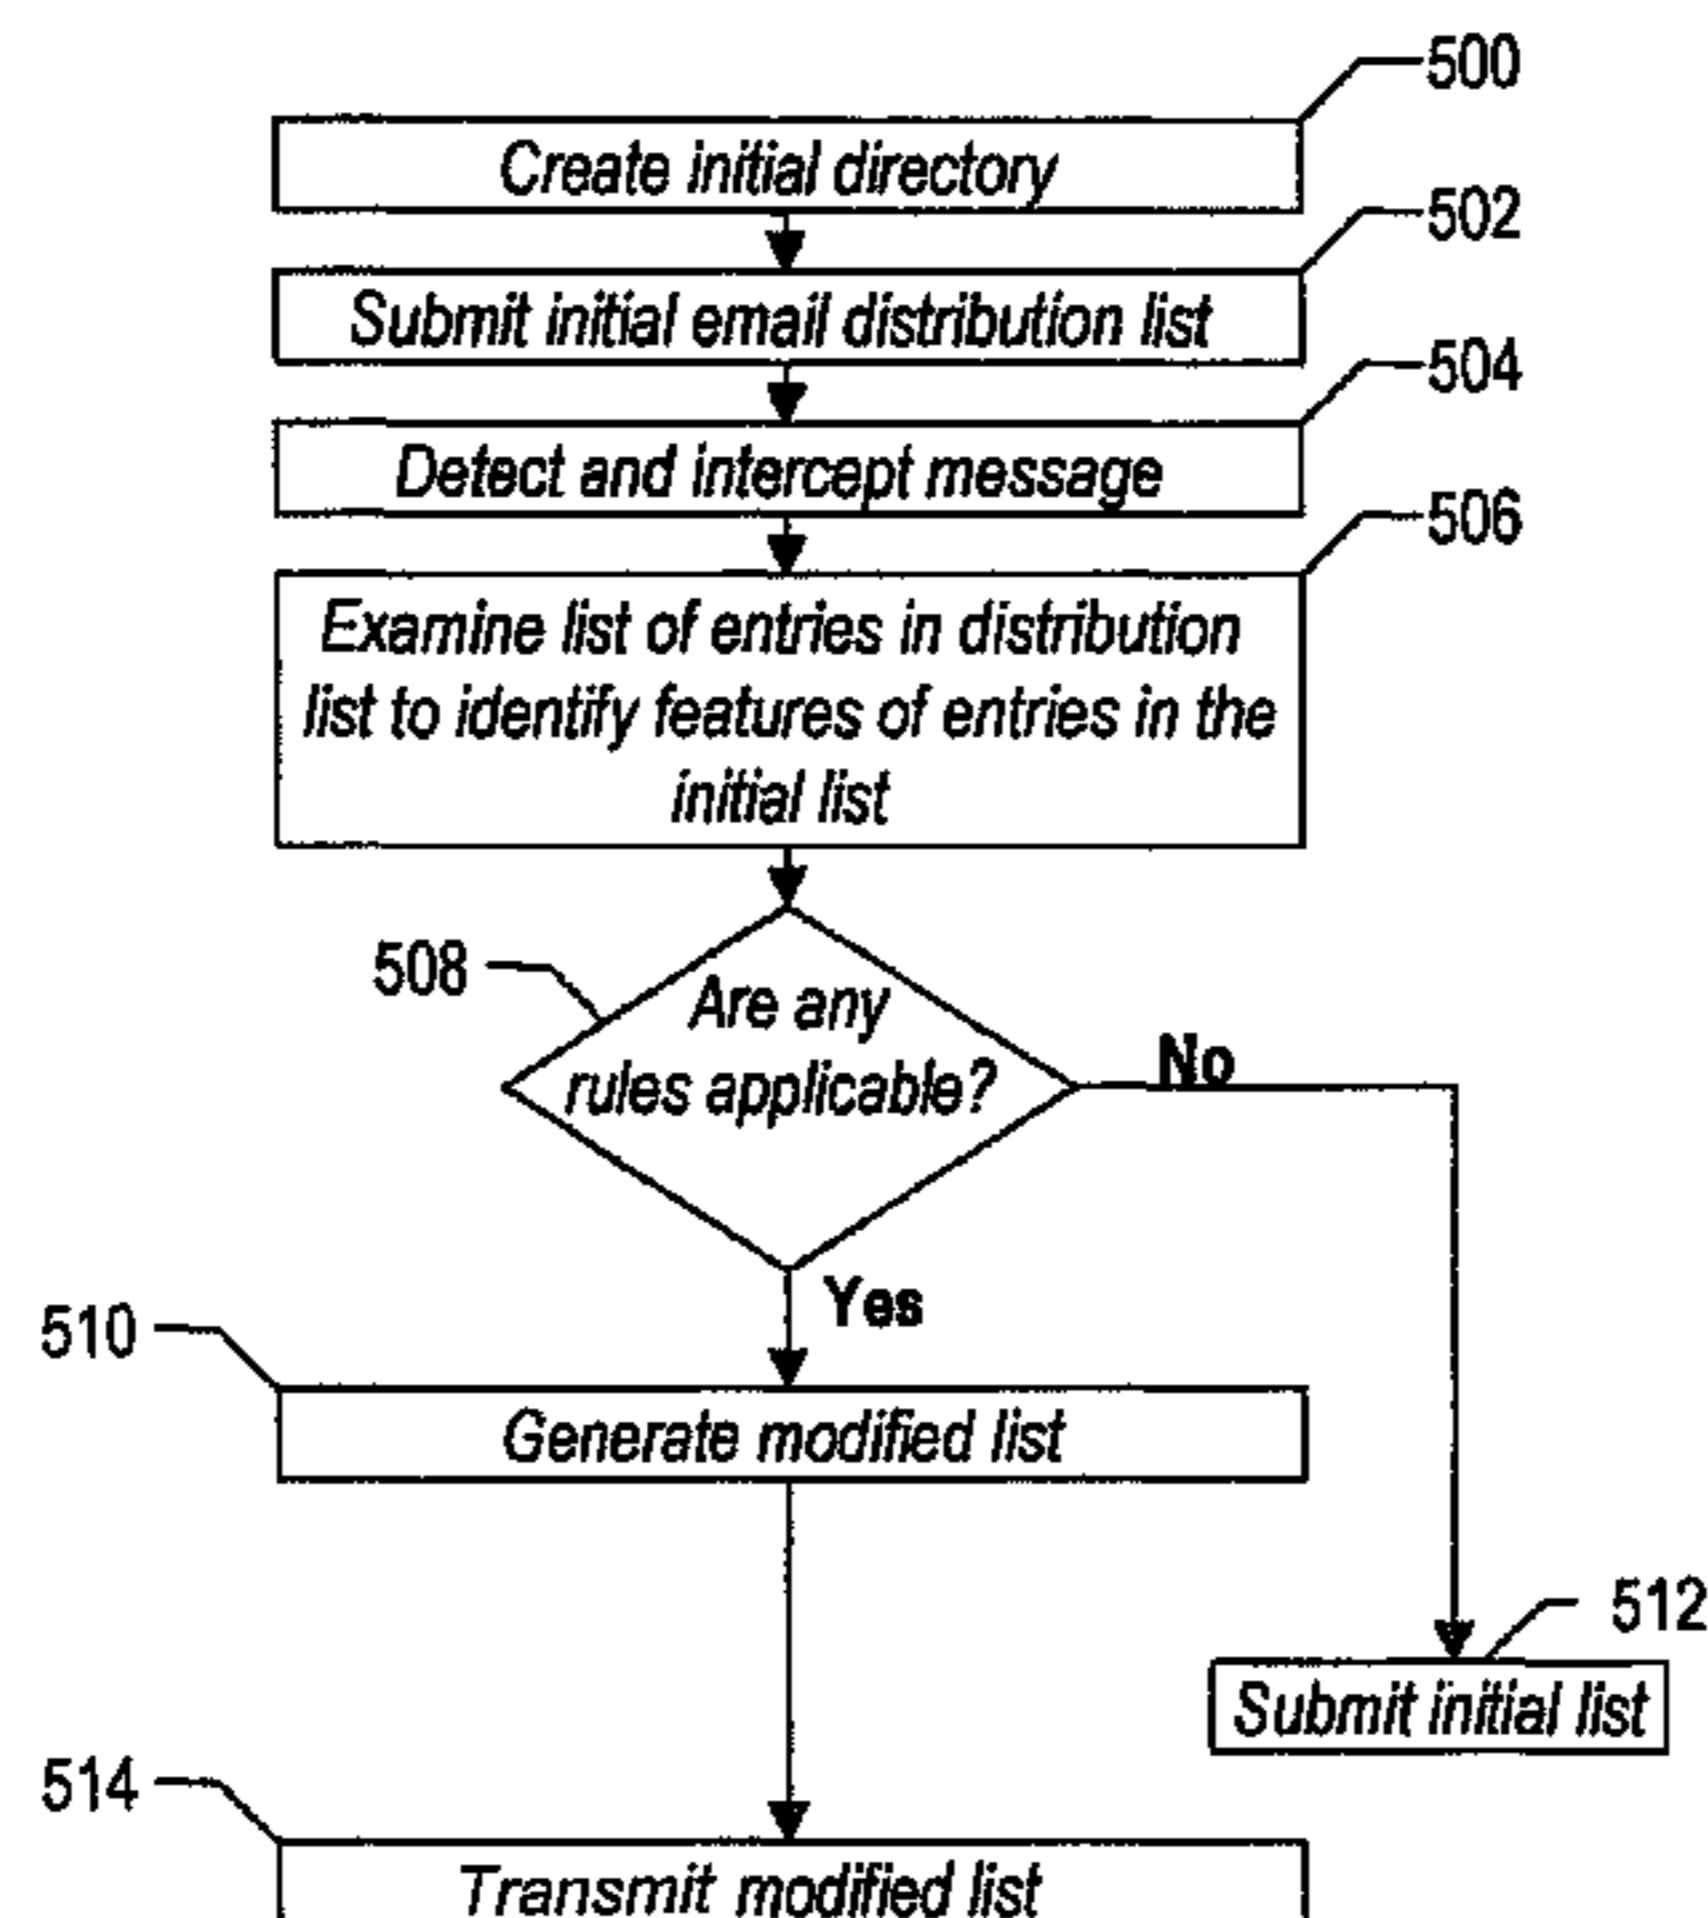 500
Create initial directory
502
Submit initial email distribution list
504
Detect and intercept message
506
Examine list of entries in distribution
list to identify features of entries in the
initial list
508
Are any
rules applicable?
No
Yes
510
Generate modified list
512
Submit initial list
514
Transmit modified list